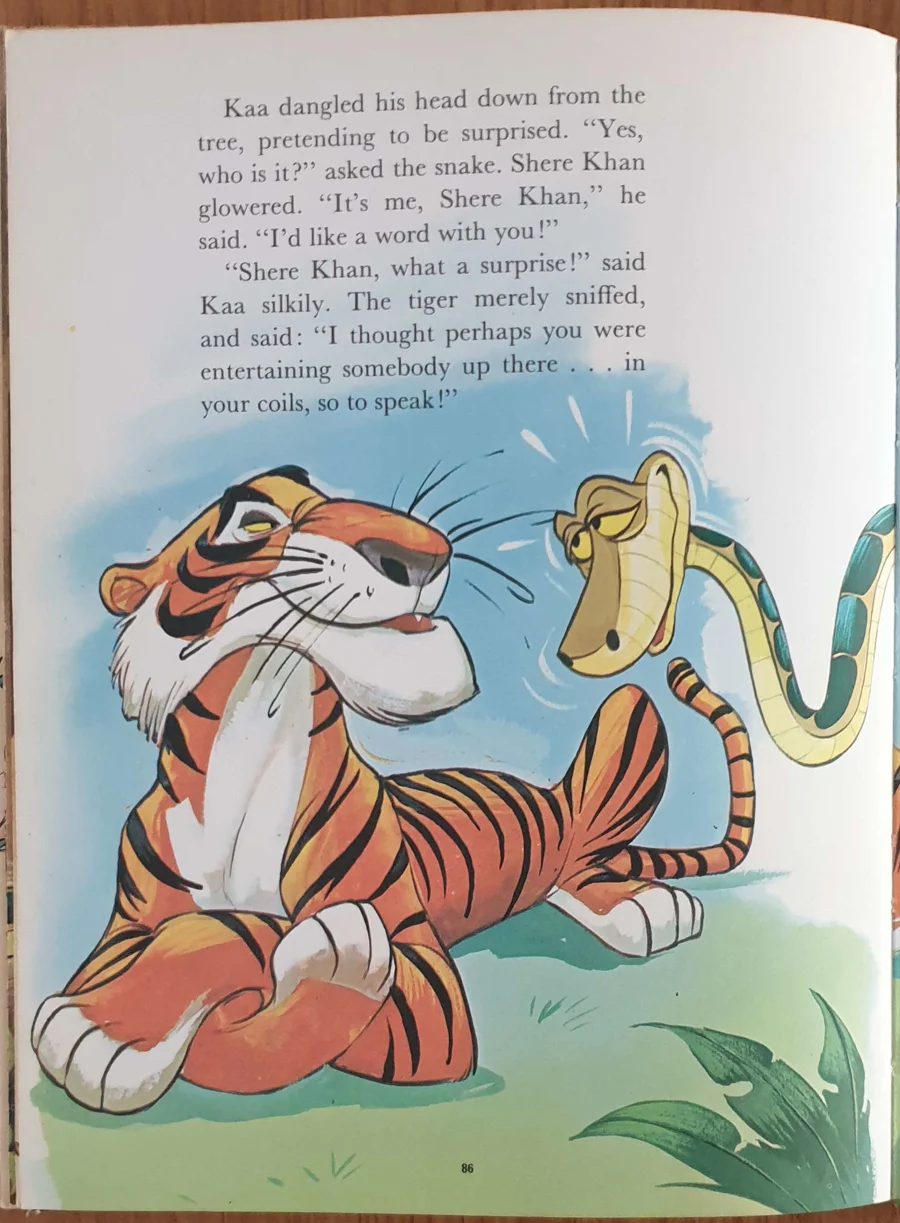 Kaa dangled his head down from the
tree, pretending to be surprised. “Yes,
who is it?” asked the snake. Shere Khan
glowered. “It’s me, Shere Khan,” he
said. “I’d like a word with you!”
“Shere Khan, what a surprise!” said
Kaa silkily. The tiger merely sniffed,
and said: “I thought perhaps you were
entertaining somebody up there . . . in
your coils, so to speak!”
86